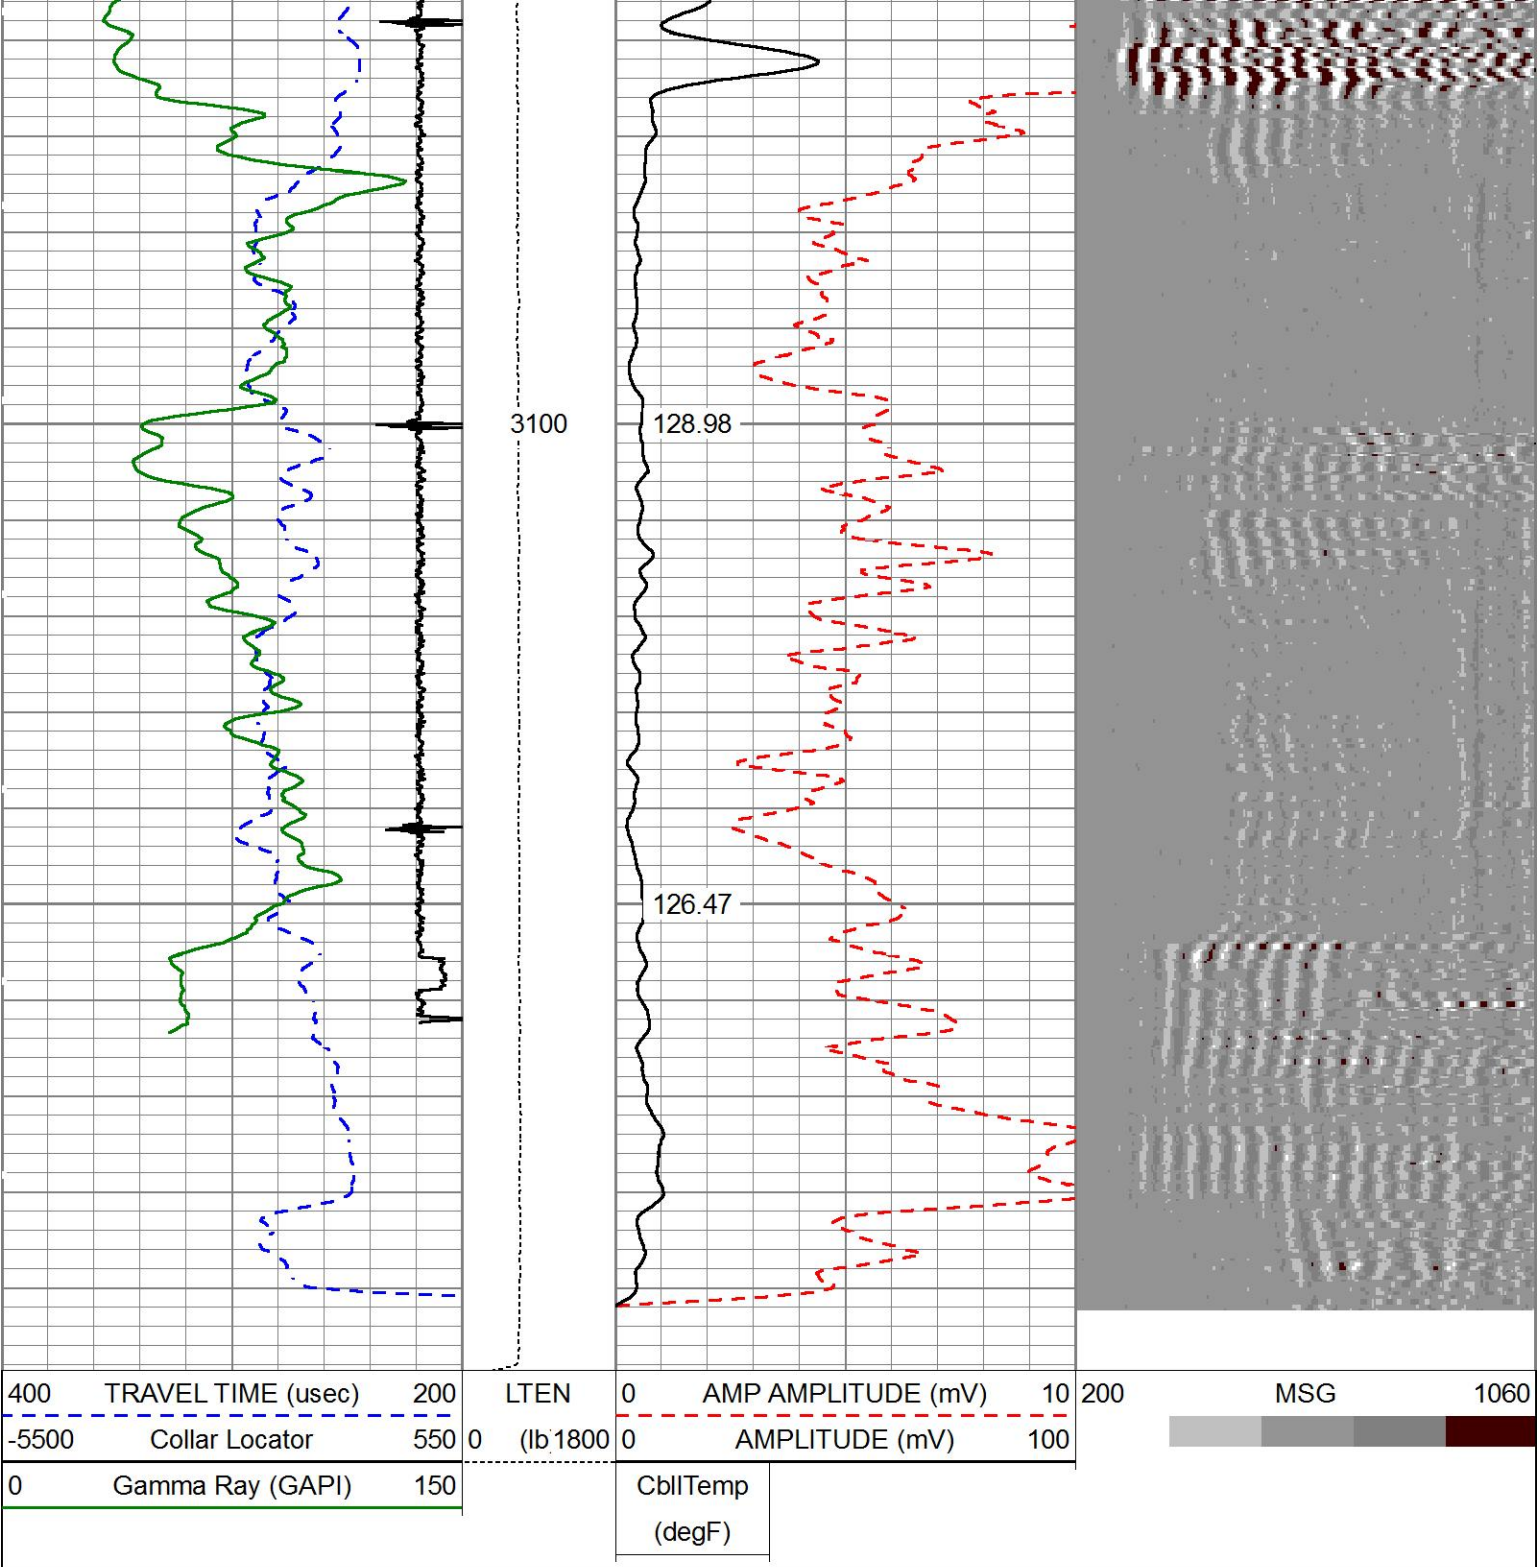 3100
128.98
126.47
400 TRAVEL TIME (usec) 200
LTEN
0 AMP AMPLITUDE (mV) 10
200 MSG 1060
-5500 Collar Locator 550
0 (lb 1800
0 AMPLITUDE (mV) 100
0 Gamma Ray (GAPI) 150
CbllTemp
(degF)